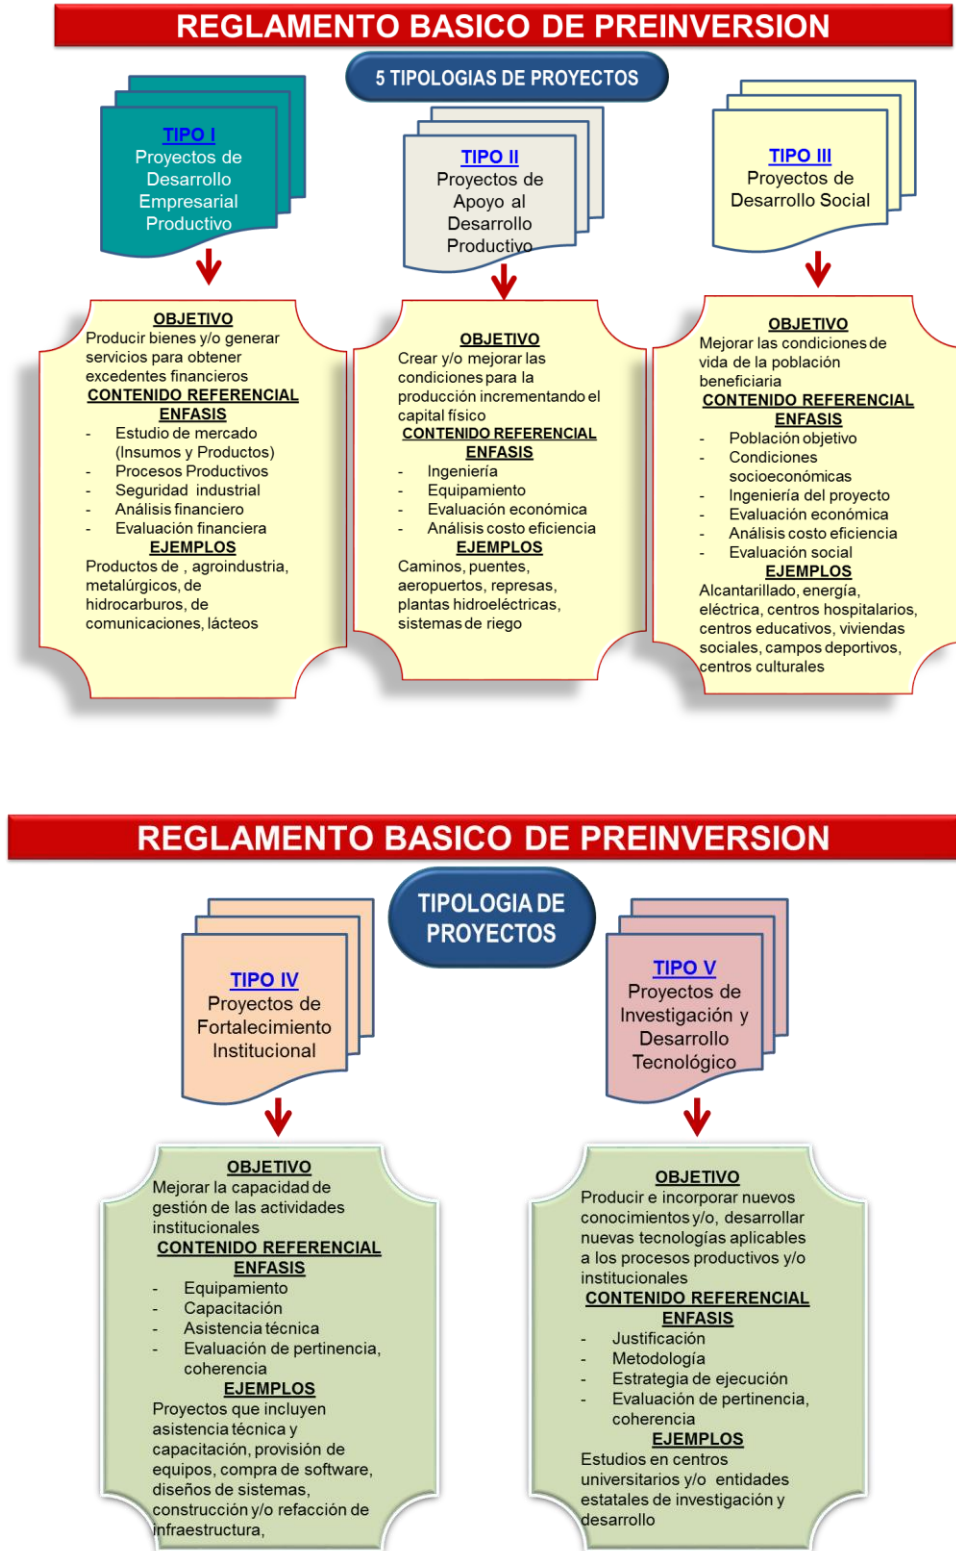 REGLAMENTO BASICO DE PREINVERSION
5 TIPOLOGIAS DE PROYECTOS
TIPO I
Proyectos de
Desarrollo
Empresarial
Productivo
TIPO II
Proyectos de
Apoyo al
Desarrollo
Productivo
TIPO III
Proyectos de
Desarrollo Social
OBJETIVO
Producir bienes y/o generar
servicios para obtener
excedentes financieros
CONTENIDO REFERENCIAL
ENFASIS
- Estudio de mercado
(Insumos y Productos)
- Procesos Productivos
- Seguridad industrial
- Análisis financiero
- Evaluación financiera
EJEMPLOS
Productos de , agroindustria,
metalúrgicos, de
hidrocarburos, de
comunicaciones, lácteos
OBJETIVO
Crear y/o mejorar las
condiciones para la
producción incrementando el
capital físico
CONTENIDO REFERENCIAL
ENFASIS
- Ingeniería
- Equipamiento
- Evaluación económica
- Análisis costo eficiencia
EJEMPLOS
Caminos, puentes,
aeropuertos, represas,
plantas hidroeléctricas,
sistemas de riego
OBJETIVO
Mejorar las condiciones de
vida de la población
beneficiaria
CONTENIDO REFERENCIAL
ENFASIS
- Población objetivo
- Condiciones
socioeconómicas
- Ingeniería del proyecto
- Evaluación económica
- Análisis costo eficiencia
- Evaluación social
EJEMPLOS
Alcantarillado, energía,
eléctrica, centros hospitalarios,
centros educativos, viviendas
sociales, campos deportivos,
centros culturales
REGLAMENTO BASICO DE PREINVERSION
TIPOLOGIA DE
PROYECTOS
TIPO IV
Proyectos de
Fortalecimiento
Institucional
TIPO V
Proyectos de
Investigación y
Desarrollo
Tecnológico
OBJETIVO
Mejorar la capacidad de
gestión de las actividades
institucionales
CONTENIDO REFERENCIAL
ENFASIS
- Equipamiento
- Capacitación
- Asistencia técnica
- Evaluación de pertinencia,
coherencia
EJEMPLOS
Proyectos que incluyen
asistencia técnica y
capacitación, provisión de
equipos, compra de software,
diseños de sistemas,
construcción y/o refacción de
infraestructura,
OBJETIVO
Producir e incorporar nuevos
conocimientos y/o, desarrollar
nuevas tecnologías aplicables
a los procesos productivos y/o
institucionales
CONTENIDO REFERENCIAL
ENFASIS
- Justificación
- Metodología
- Estrategia de ejecución
- Evaluación de pertinencia,
coherencia
EJEMPLOS
Estudios en centros
universitarios y/o entidades
estatales de investigación y
desarrollo